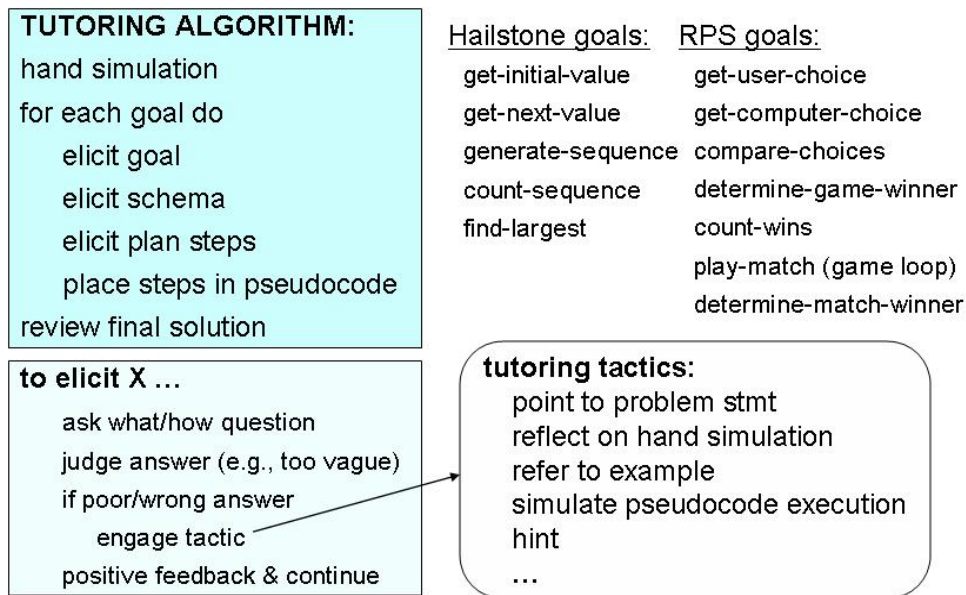 TUTORING ALGORITHM:
hand simulation
for each goal do
elicit goal
elicit schema
elicit plan steps
place steps in pseudocode
review final solution
Hailstone goals:
get-initial-value
get-next-value
generate-sequence
count-sequence
find-largest
RPS goals:
get-user-choice
get-computer-choice
compare-choices
determine-game-winner
count-wins
play-match (game loop)
determine-match-winner
to elicit X …
ask what/how question
judge answer (e.g., too vague)
if poor/wrong answer
engage tactic
positive feedback & continue
tutoring tactics:
point to problem stmt
reflect on hand simulation
refer to example
simulate pseudocode execution
hint
…